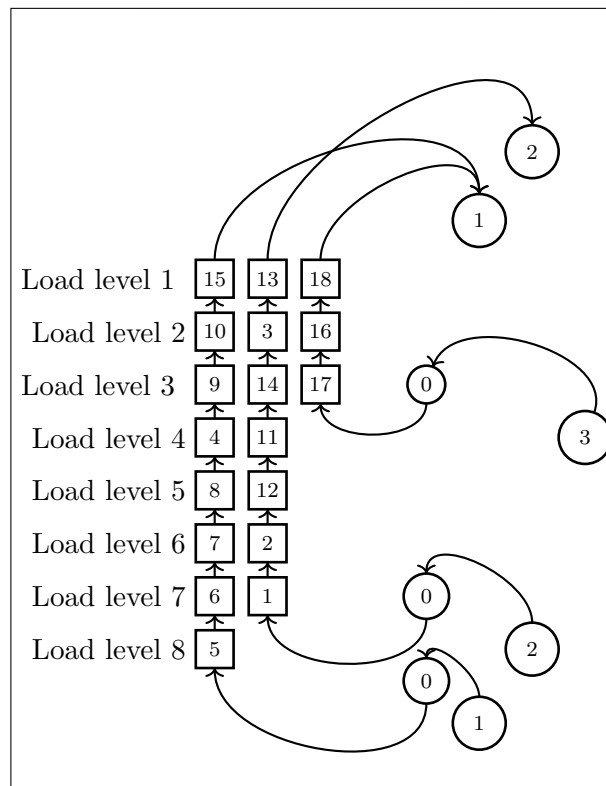 2
1
Load level 1 15 13 18
Load level 2 10 3 16
Load level 3 9 14 17 0
Load level 4 4 11 3
Load level 5 8 12
Load level 6 7 2
Load level 7 6 1 0
Load level 8 5 2
0
1